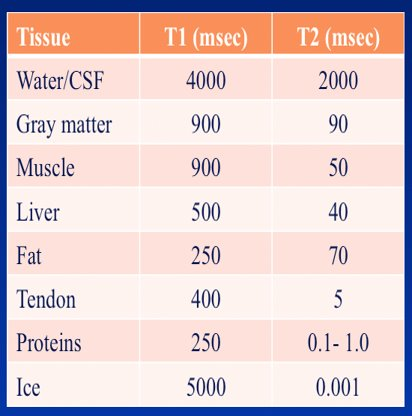 Tissue T1 (msec) T2 (msec)
Water/CSF 4000 2000
Gray matter 900 90
Muscle 900 50
Liver 500 40
Fat 250 70
Tendon 400 5
Proteins 250 0.1- 1.0
Ice 5000 0.001